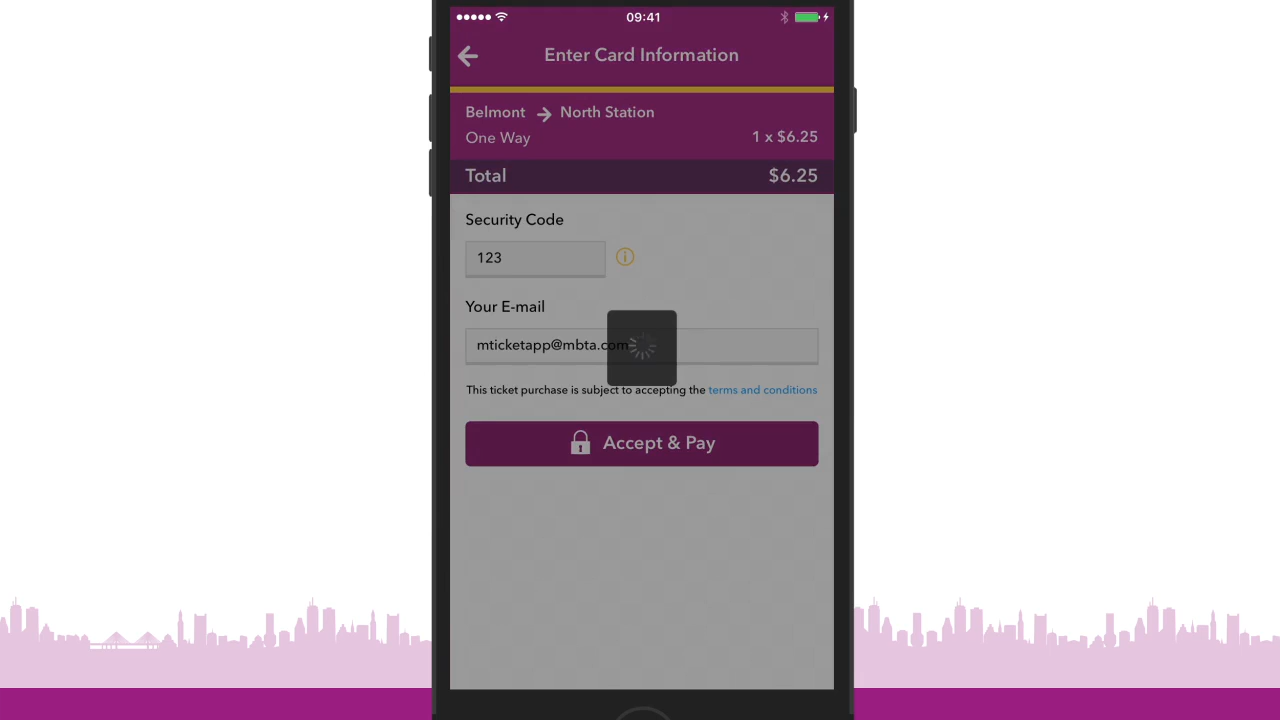 09:41
Enter Card Information
Belmont → North Station
One Way 1 x $6.25
Total $6.25
Security Code
123
Your E-mail
mticketapp@mbta.com
This ticket purchase is subject to accepting the terms and conditions
Accept & Pay